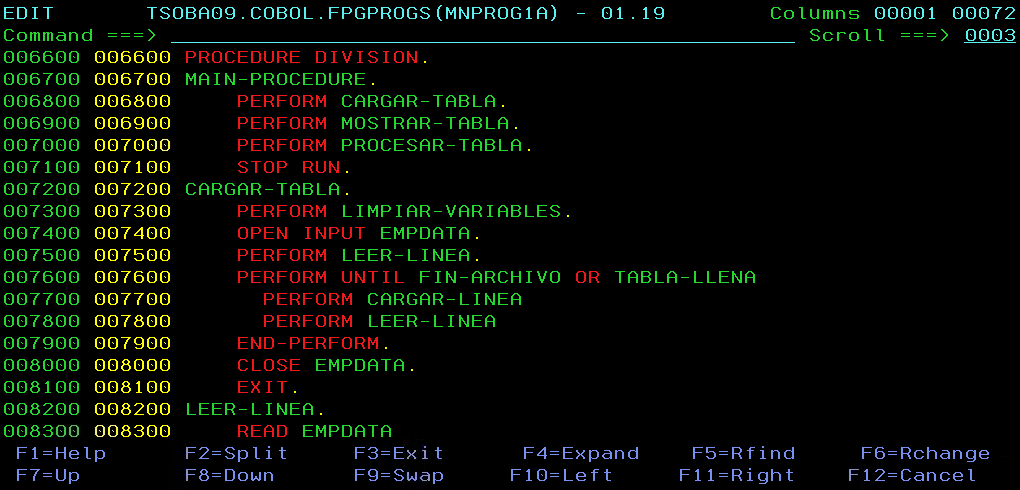 EDIT TSOBA09.COBOL.FPGPROGS(MNPROG1A) - 01.19 Columns 00001 00072
Command ===> Scroll ===> 0003
006600 006600 PROCEDURE DIVISION.
006700 006700 MAIN-PROCEDURE.
006800 006800 PERFORM CARGAR-TABLA.
006900 006900 PERFORM MOSTRAR-TABLA.
007000 007000 PERFORM PROCESAR-TABLA.
007100 007100 STOP RUN.
007200 007200 CARGAR-TABLA.
007300 007300 PERFORM LIMPIAR-VARIABLES.
007400 007400 OPEN INPUT EMPDATA.
007500 007500 PERFORM LEER-LINEA.
007600 007600 PERFORM UNTIL FIN-ARCHIVO OR TABLA-LLENA
007700 007700 PERFORM CARGAR-LINEA
007800 007800 PERFORM LEER-LINEA
007900 007900 END-PERFORM.
008000 008000 CLOSE EMPDATA.
008100 008100 EXIT.
008200 008200 LEER-LINEA.
008300 008300 READ EMPDATA
F1=Help F2=Split F3=Exit F4=Expand F5=Rfind F6=Rchange
F7=Up F8=Down F9=Swap F10=Left F11=Right F12=Cancel